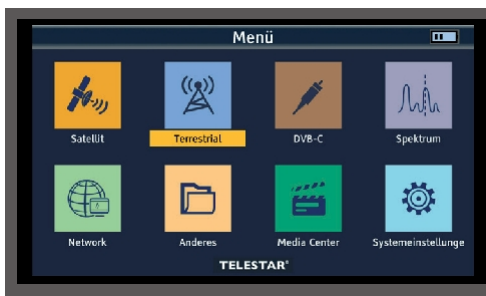 Menü
Satellit Terrestrial DVB-C Spektrum
Network Anderes Media Center Systemeinstellunge
TELESTAR®